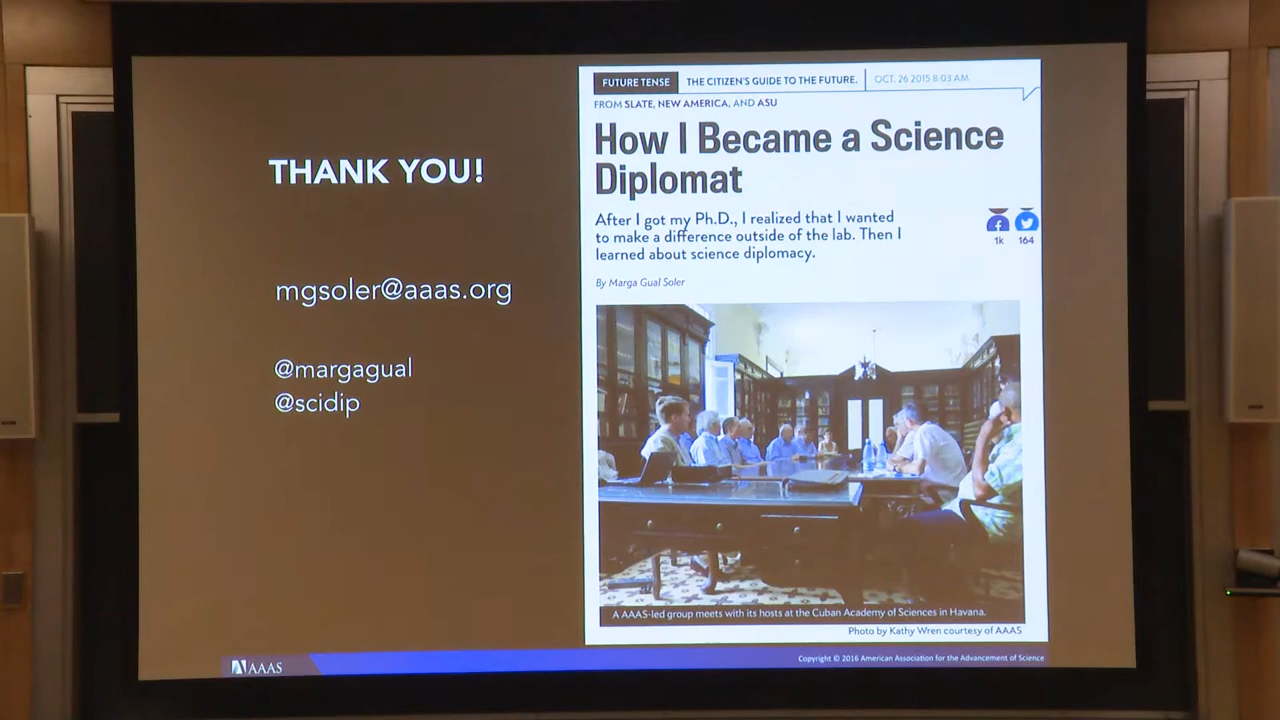 THANK YOU!
mgsoler@aaas.org
@margagual
@scidip
FUTURE TENSE THE CITIZEN'S GUIDE TO THE FUTURE. OCT. 26 2015 8:03 AM
FROM SLATE, NEW AMERICA, AND ASU
How I Became a Science
Diplomat
After I got my Ph.D., I realized that I wanted
to make a difference outside of the lab. Then I
learned about science diplomacy.
1k 164
By Marga Gual Soler
A AAAS-led group meets with its hosts at the Cuban Academy of Sciences in Havana.
Photo by Kathy Wren courtesy of AAAS
AAAS
Copyright © 2016 American Association for the Advancement of Science